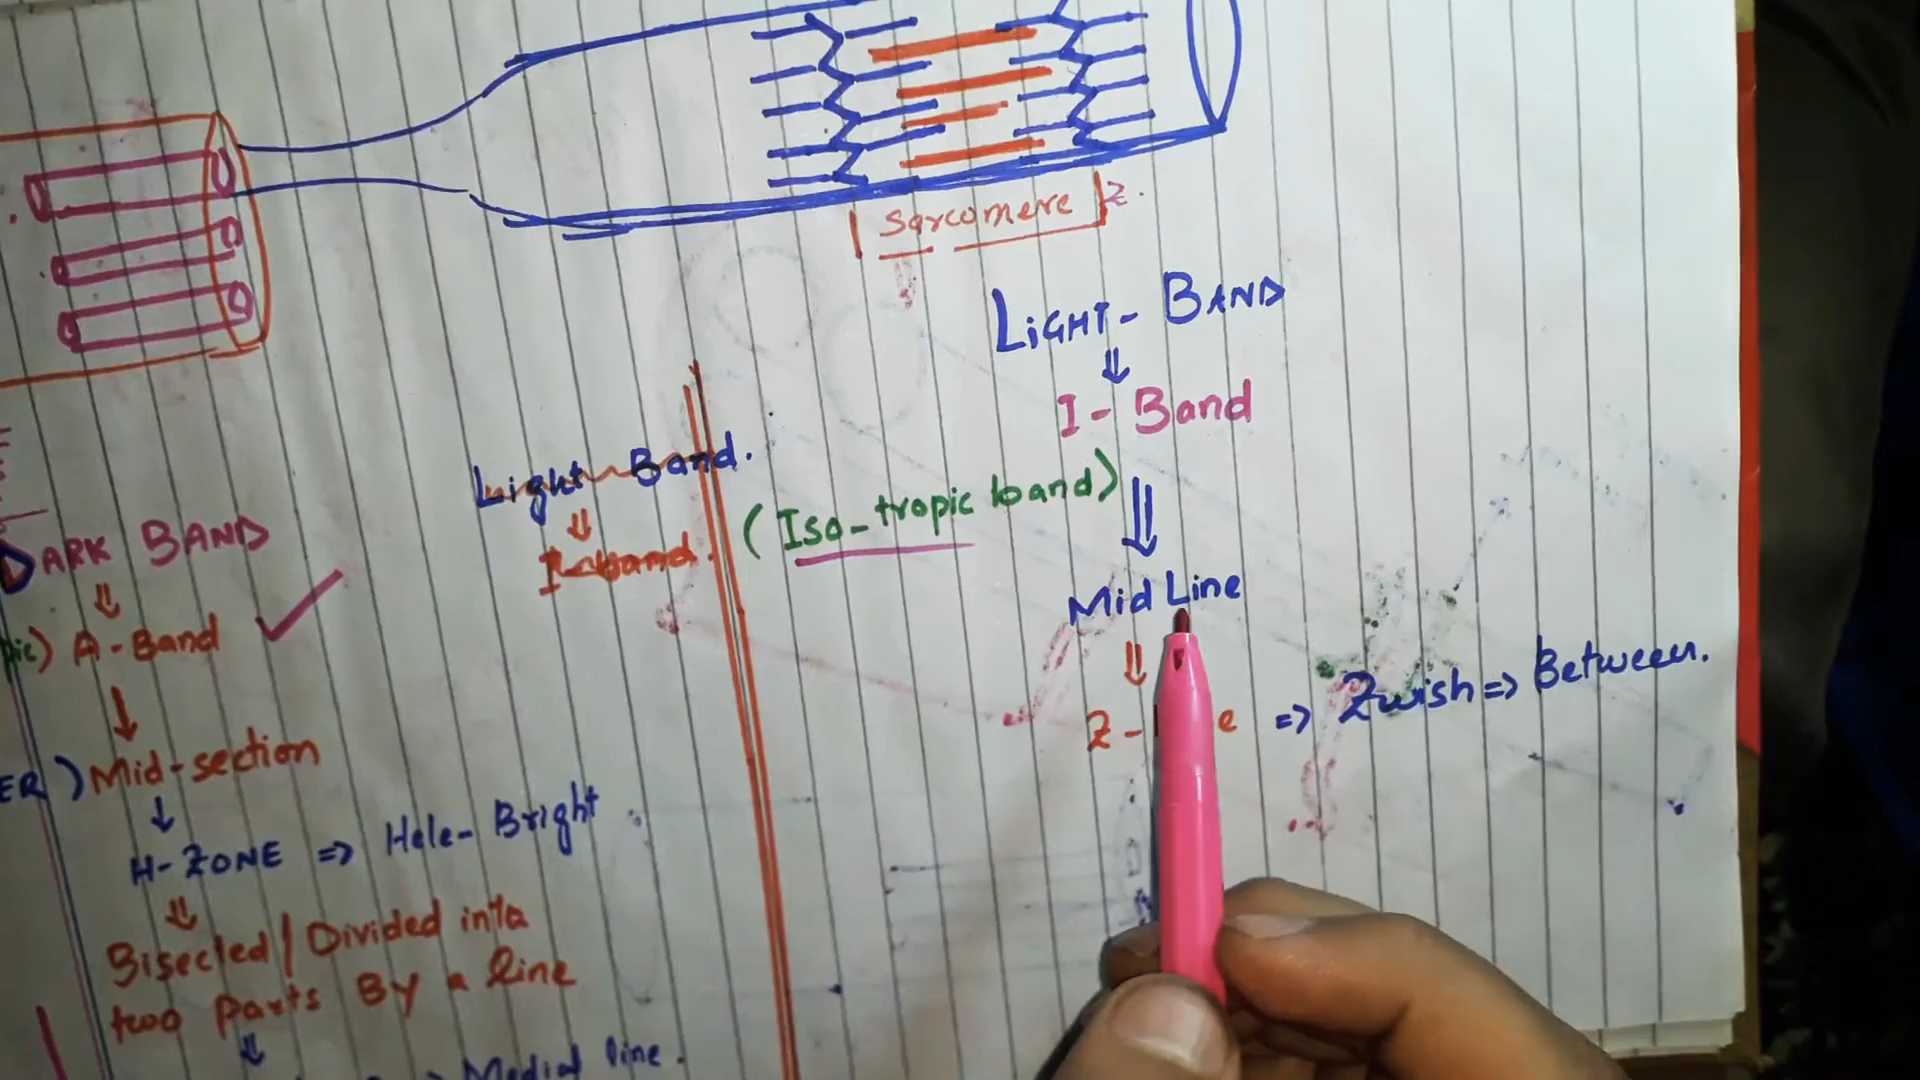 Sarcomere Z
LIGHT-BAND
I-Band
(Iso-tropic band)
Mid Line
Z- e => Zwish => Between.
Light Band.
I-band.
DARK BAND
A-Band
Mid-section
H-ZONE => Hele-Bright
Bisected/Divided into
two parts By a line
Medial line.